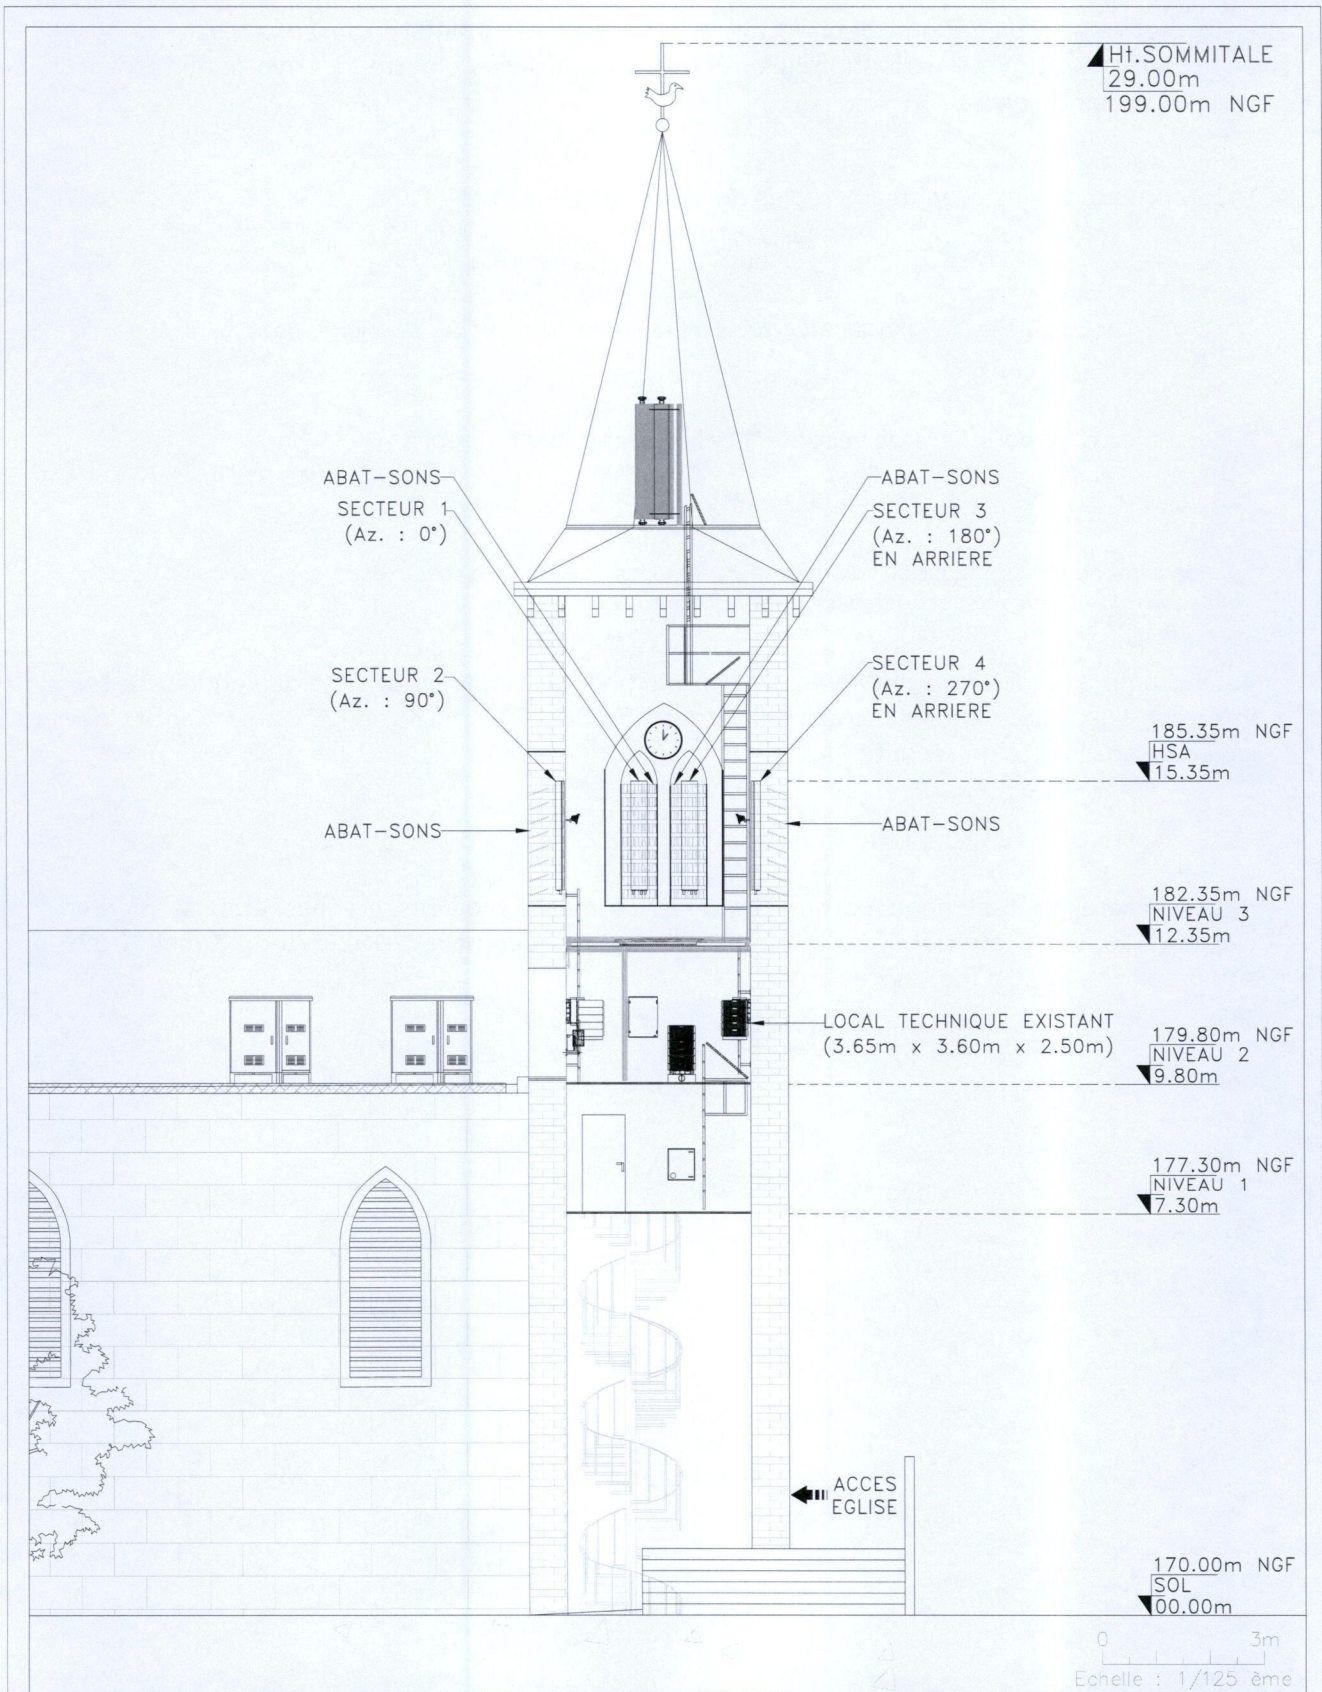 Ht.SOMMITALE
29.00m
199.00m NGF
ABAT-SONS
SECTEUR 1
(Az. : 0°)
ABAT-SONS
SECTEUR 3
(Az. : 180°)
EN ARRIERE
SECTEUR 2
(Az. : 90°)
SECTEUR 4
(Az. : 270°)
EN ARRIERE
185.35m NGF
HSA
15.35m
ABAT-SONS
ABAT-SONS
182.35m NGF
NIVEAU 3
12.35m
LOCAL TECHNIQUE EXISTANT
(3.65m x 3.60m x 2.50m)
179.80m NGF
NIVEAU 2
9.80m
177.30m NGF
NIVEAU 1
7.30m
ACCES
EGLISE
170.00m NGF
SOL
00.00m
0 3m
Echelle : 1/125 ème